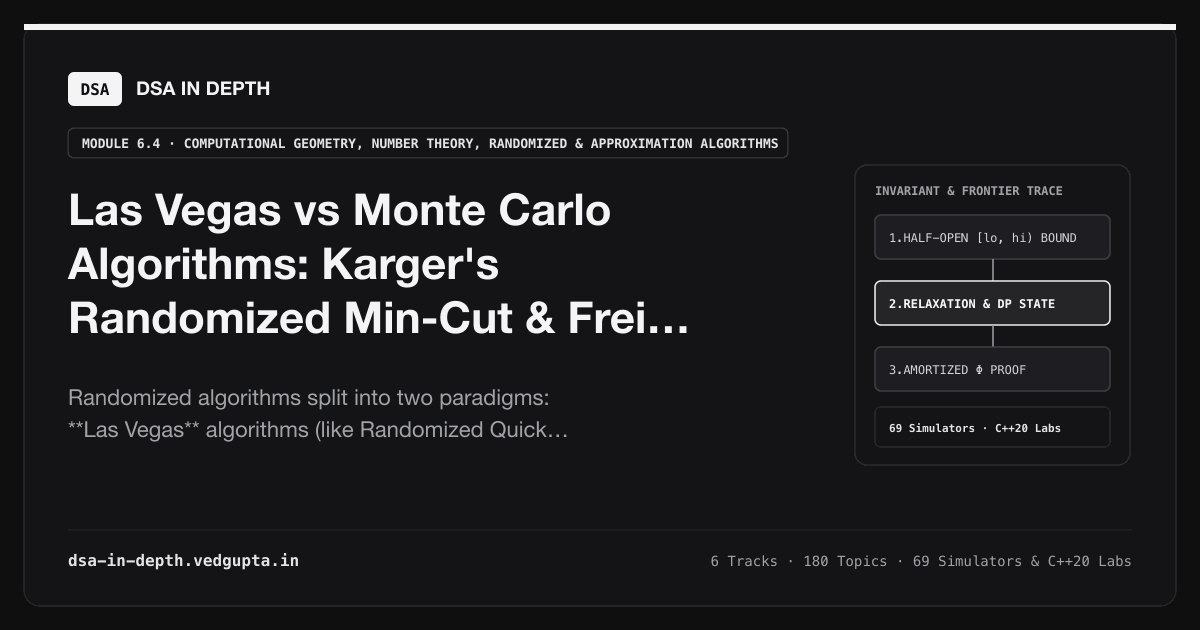 DSA
DSA IN DEPTH
MODULE 6.4 · COMPUTATIONAL GEOMETRY, NUMBER THEORY, RANDOMIZED & APPROXIMATION ALGORITHMS
Las Vegas vs Monte Carlo
Algorithms: Karger's
Randomized Min-Cut & Frei…
Randomized algorithms split into two paradigms:
**Las Vegas** algorithms (like Randomized Quick…
INVARIANT & FRONTIER TRACE
1.HALF-OPEN [lo, hi) BOUND
2.RELAXATION & DP STATE
3.AMORTIZED Φ PROOF
69 Simulators · C++20 Labs
dsa-in-depth.vedgupta.in
6 Tracks · 180 Topics · 69 Simulators & C++20 Labs